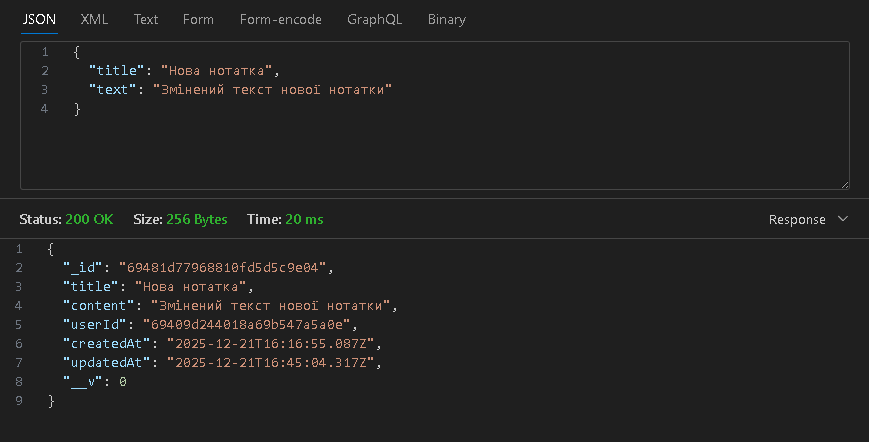 JSON XML Text Form Form-encode GraphQL Binary
1 {
2 "title": "Нова нотатка",
3 "text": "Змінений текст нової нотатки"
4 }
Status: 200 OK Size: 256 Bytes Time: 20 ms Response
1 {
2 "_id": "69481d77968810fd5d5c9e04",
3 "title": "Нова нотатка",
4 "content": "Змінений текст нової нотатки",
5 "userId": "69409d244018a69b547a5a0e",
6 "createdAt": "2025-12-21T16:16:55.087Z",
7 "updatedAt": "2025-12-21T16:45:04.317Z",
8 "__v": 0
9 }